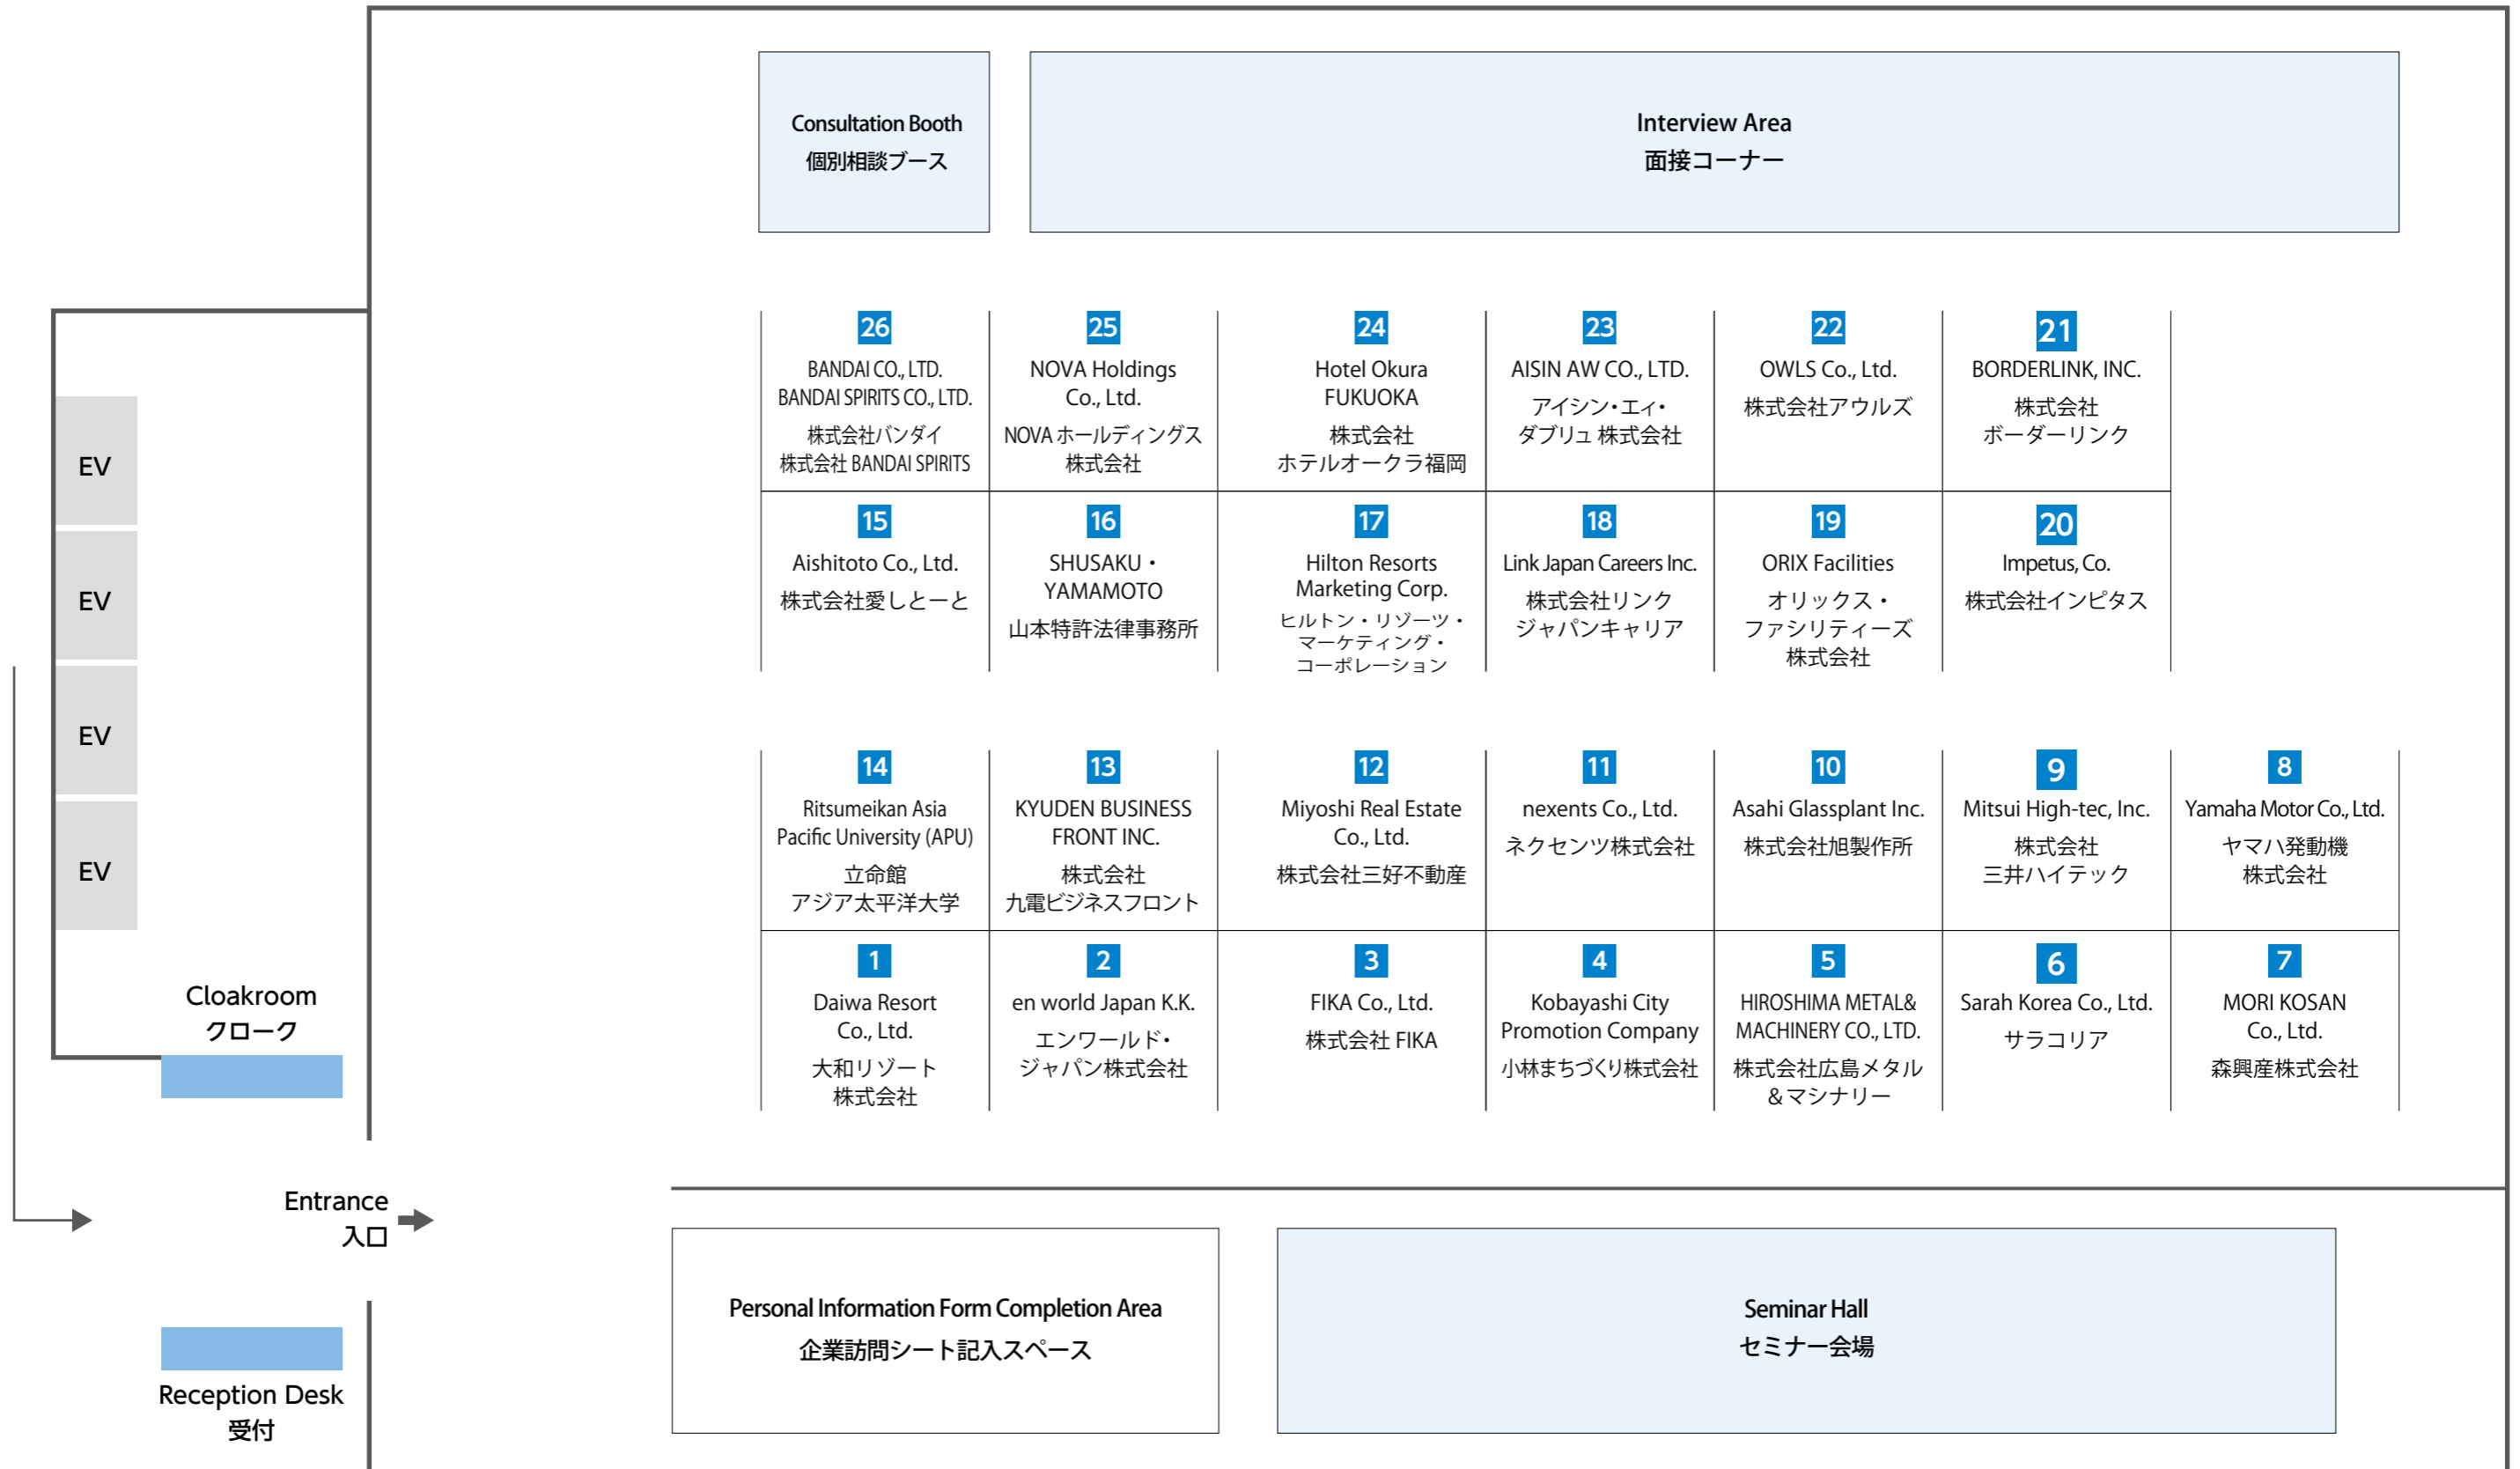 Consultation Booth
個別相談ブース
Interview Area
面接コーナー
26
BANDAI CO., LTD.
BANDAI SPIRITS CO., LTD.
株式会社バンダイ
株式会社 BANDAI SPIRITS
25
NOVA Holdings
Co., Ltd.
NOVA ホールディングス
株式会社
24
Hotel Okura
FUKUOKA
株式会社
ホテルオークラ福岡
23
AISIN AW CO., LTD.
アイシン・エィ・
ダブリュ 株式会社
22
OWLS Co., Ltd.
株式会社アウルズ
21
BORDERLINK, INC.
株式会社
ボーダーリンク
15
Aishitoto Co., Ltd.
株式会社愛しとーと
16
SHUSAKU・
YAMAMOTO
山本特許法律事務所
17
Hilton Resorts
Marketing Corp.
ヒルトン・リゾーツ・
マーケティング・
コーポレーション
18
Link Japan Careers Inc.
株式会社リンク
ジャパンキャリア
19
ORIX Facilities
オリックス・
ファシリティーズ
株式会社
20
Impetus, Co.
株式会社インピタス
14
Ritsumeikan Asia
Pacific University (APU)
立命館
アジア太平洋大学
13
KYUDEN BUSINESS
FRONT INC.
株式会社
九電ビジネスフロント
12
Miyoshi Real Estate
Co., Ltd.
株式会社三好不動産
11
nexents Co., Ltd.
ネクセンツ株式会社
10
Asahi Glassplant Inc.
株式会社旭製作所
9
Mitsui High-tec, Inc.
株式会社
三井ハイテック
8
Yamaha Motor Co., Ltd.
ヤマハ発動機
株式会社
1
Daiwa Resort
Co., Ltd.
大和リゾート
株式会社
2
en world Japan K.K.
エンワールド・
ジャパン株式会社
3
FIKA Co., Ltd.
株式会社 FIKA
4
Kobayashi City
Promotion Company
小林まちづくり株式会社
5
HIROSHIMA METAL&
MACHINERY CO., LTD.
株式会社広島メタル
＆マシナリー
6
Sarah Korea Co., Ltd.
サラコリア
7
MORI KOSAN
Co., Ltd.
森興産株式会社
EV
EV
EV
EV
Cloakroom
クローク
Entrance
入口
Reception Desk
受付
Personal Information Form Completion Area
企業訪問シート記入スペース
Seminar Hall
セミナー会場